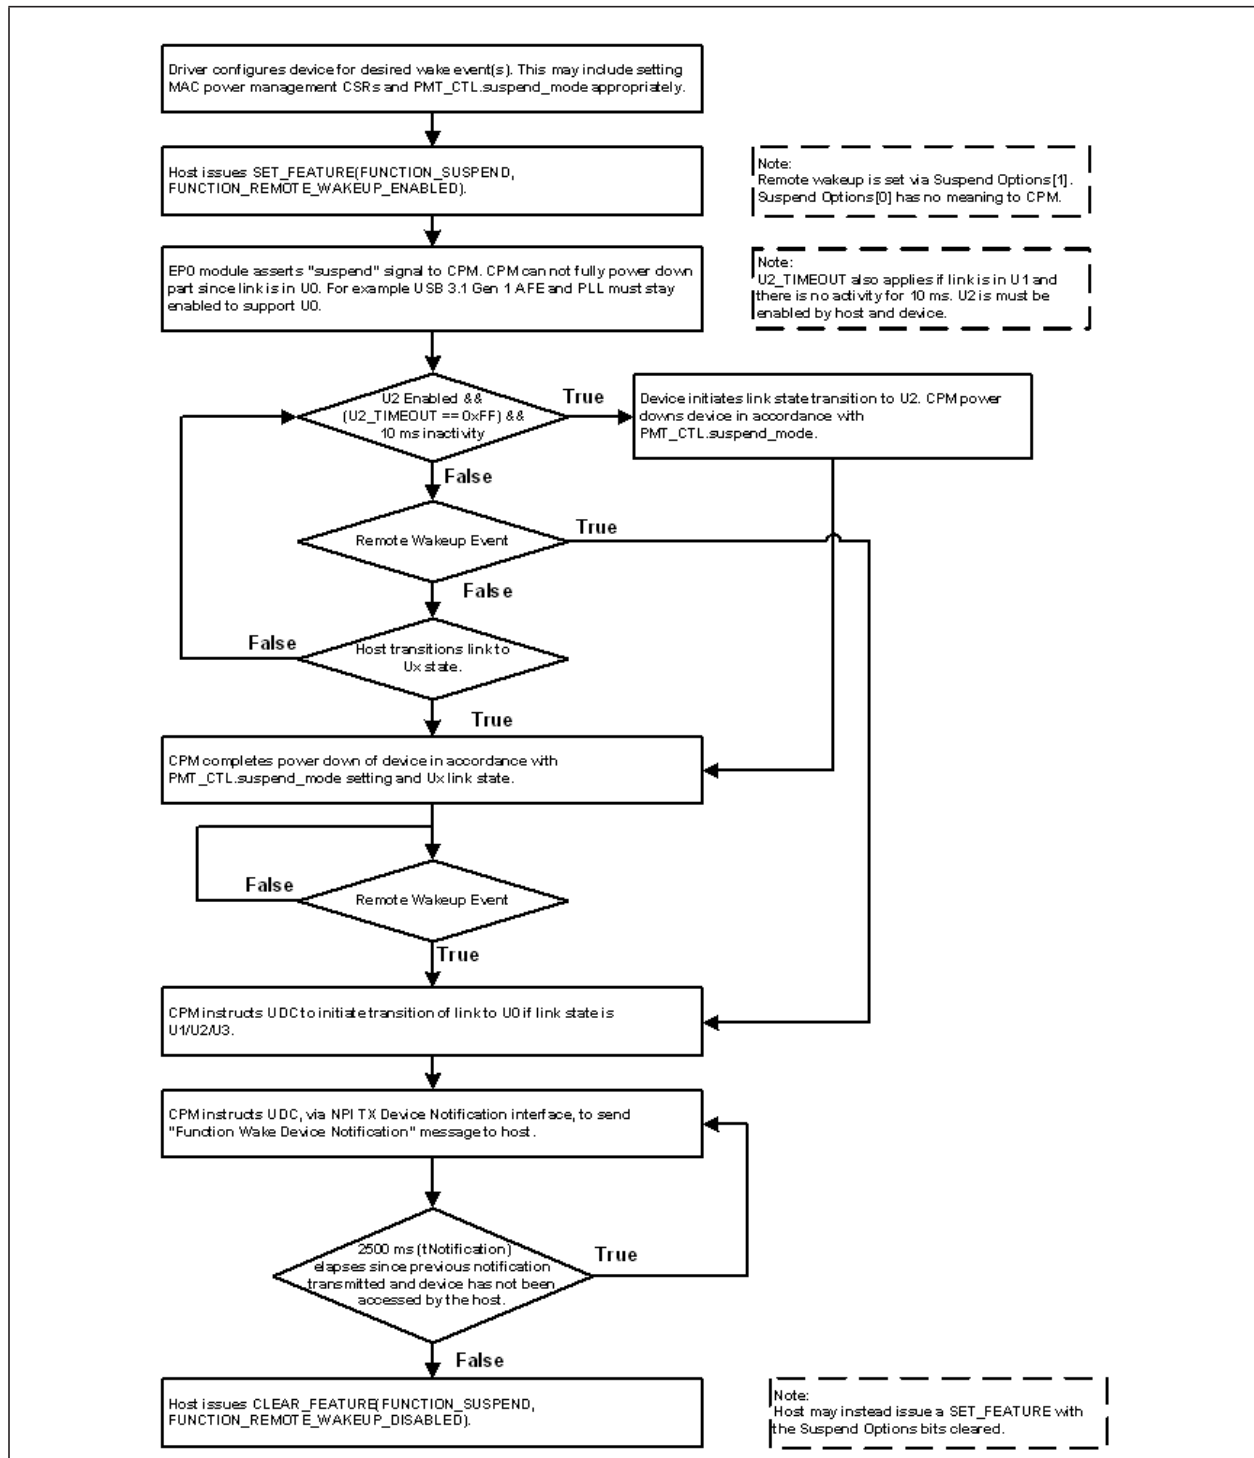 Driver configures device for desired wake event(s). This may include setting
MAC power management CSRs and PMT_CTL.suspend_mode appropriately.
Host issues SET_FEATURE(FUNCTION_SUSPEND,
FUNCTION_REMOTE_WAKEUP_ENABLED).
Note:
Remote wakeup is set via Suspend Options[1].
Suspend Options[0] has no meaning to CPM.
EP0 module asserts "suspend" signal to CPM. CPM can not fully power down
part since link is in U0. For example USB 3.1 Gen 1 AFE and PLL must stay
enabled to support U0.
Note:
U2_TIMEOUT also applies if link is in U1 and
there is no activity for 10 ms. U2 is must be
enabled by host and device.
U2 Enabled &&
(U2_TIMEOUT == 0xFF) &&
10 ms inactivity
True
Device initiates link state transition to U2. CPM power
downs device in accordance with
PMT_CTL.suspend_mode.
False
Remote Wakeup Event
True
False
Host transitions link to
Ux state.
False
True
CPM completes power down of device in accordance with
PMT_CTL.suspend_mode setting and Ux link state.
False
Remote Wakeup Event
True
CPM instructs UDC to initiate transition of link to U0 if link state is
U1/U2/U3.
CPM instructs UDC, via NPI TX Device Notification interface, to send
"Function Wake Device Notification" message to host.
2500 ms (tNotification)
elapses since previous notification
transmitted and device has not been
accessed by the host.
True
False
Host issues CLEAR_FEATURE(FUNCTION_SUSPEND,
FUNCTION_REMOTE_WAKEUP_DISABLED).
Note:
Host may instead issue a SET_FEATURE with
the Suspend Options bits cleared.